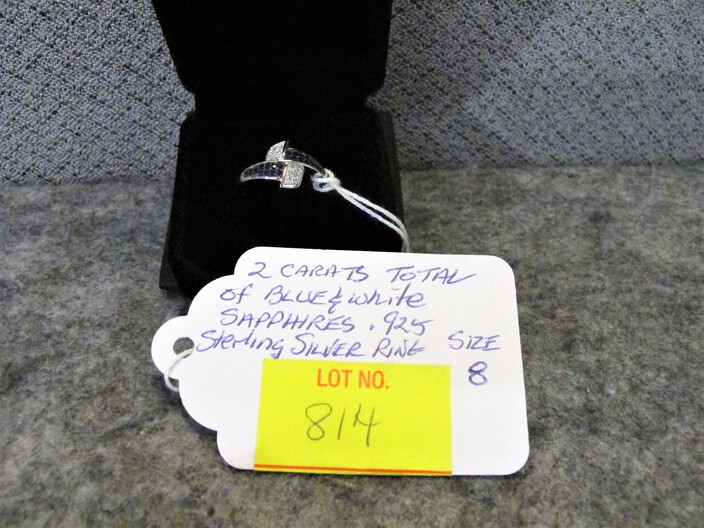 2 CARATS TOTAL
OF BLUE & white
SAPPHIRES .925
Sterling SILVER RING SIZE
8
LOT NO.
814